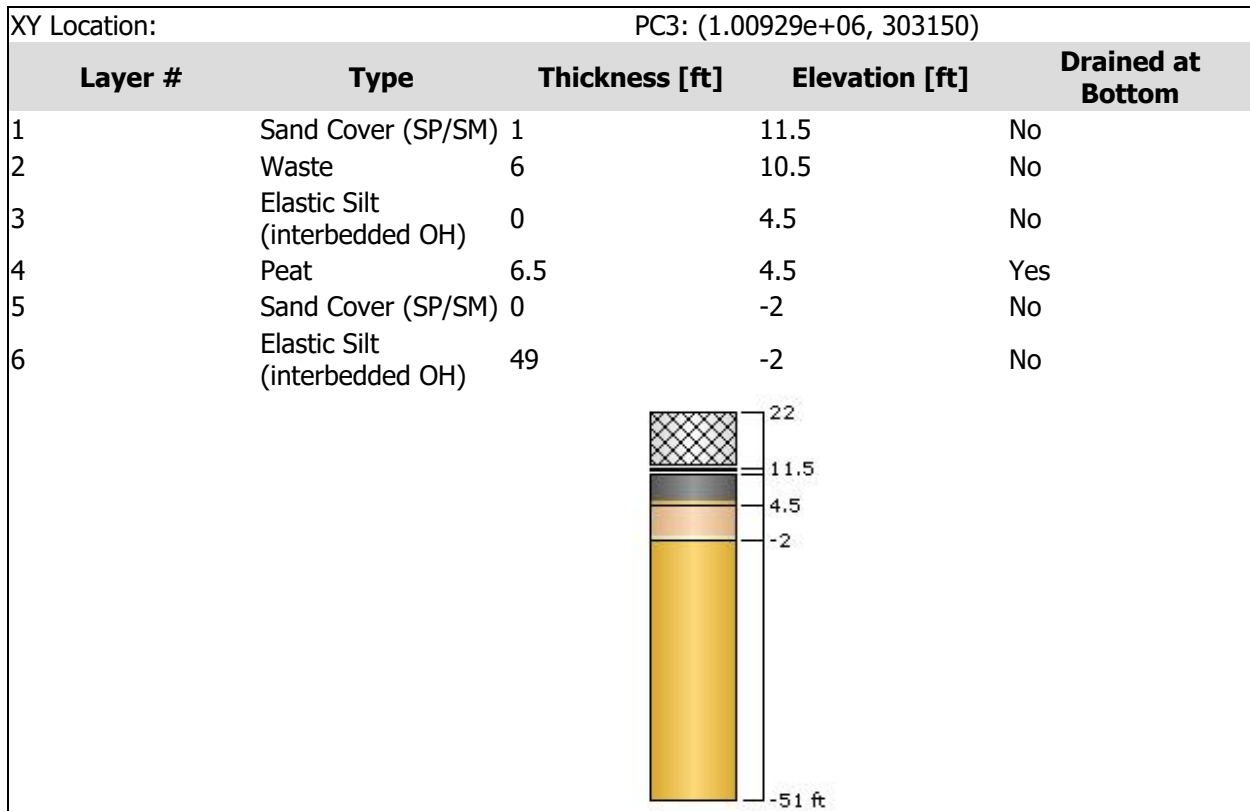 XY Location: PC3: (1.00929e+06, 303150)
Layer # Type Thickness [ft] Elevation [ft] Drained at Bottom
1 Sand Cover (SP/SM) 1 11.5 No
2 Waste 6 10.5 No
3 Elastic Silt (interbedded OH) 0 4.5 No
4 Peat 6.5 4.5 Yes
5 Sand Cover (SP/SM) 0 -2 No
6 Elastic Silt (interbedded OH) 49 -2 No
22
11.5
4.5
-2
-51 ft